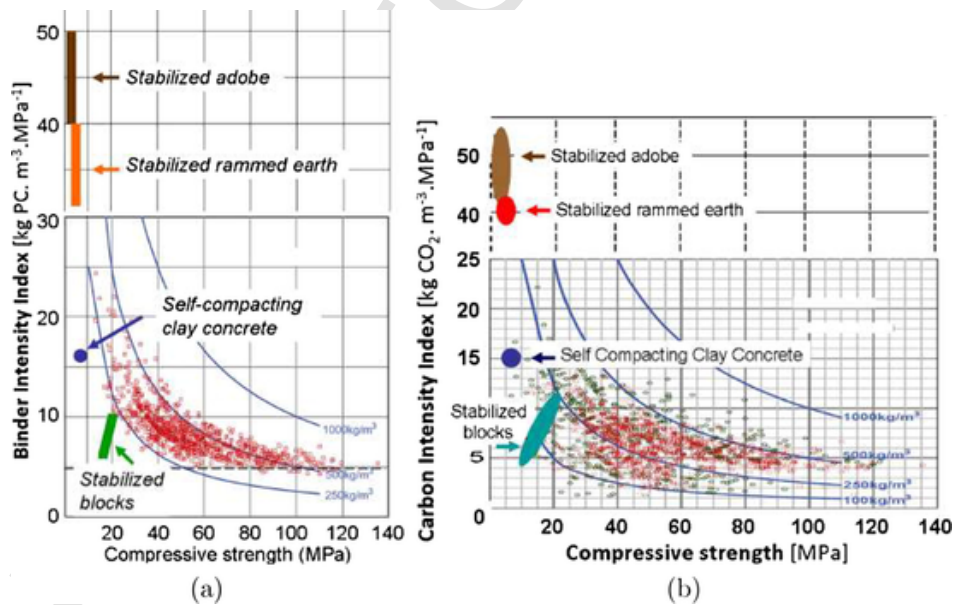 Binder Intensity Index [kg PC. m⁻³.MPa⁻¹]
50
40
30
20
10
0
Stabilized adobe
Stabilized rammed earth
Self-compacting
clay concrete
Stabilized
blocks
1000kg/m³
500kg/m³
250kg/m³
20 40 60 80 100 120 140
Compressive strength (MPa)
(a)
Carbon Intensity Index [kg CO₂. m⁻³.MPa⁻¹]
50
40
25
20
15
10
5
0
Stabilized adobe
Stabilized rammed earth
Self Compacting Clay Concrete
Stabilized
blocks
1000kg/m³
500kg/m³
250kg/m³
100kg/m³
20 40 60 80 100 120 140
Compressive strength [MPa]
(b)